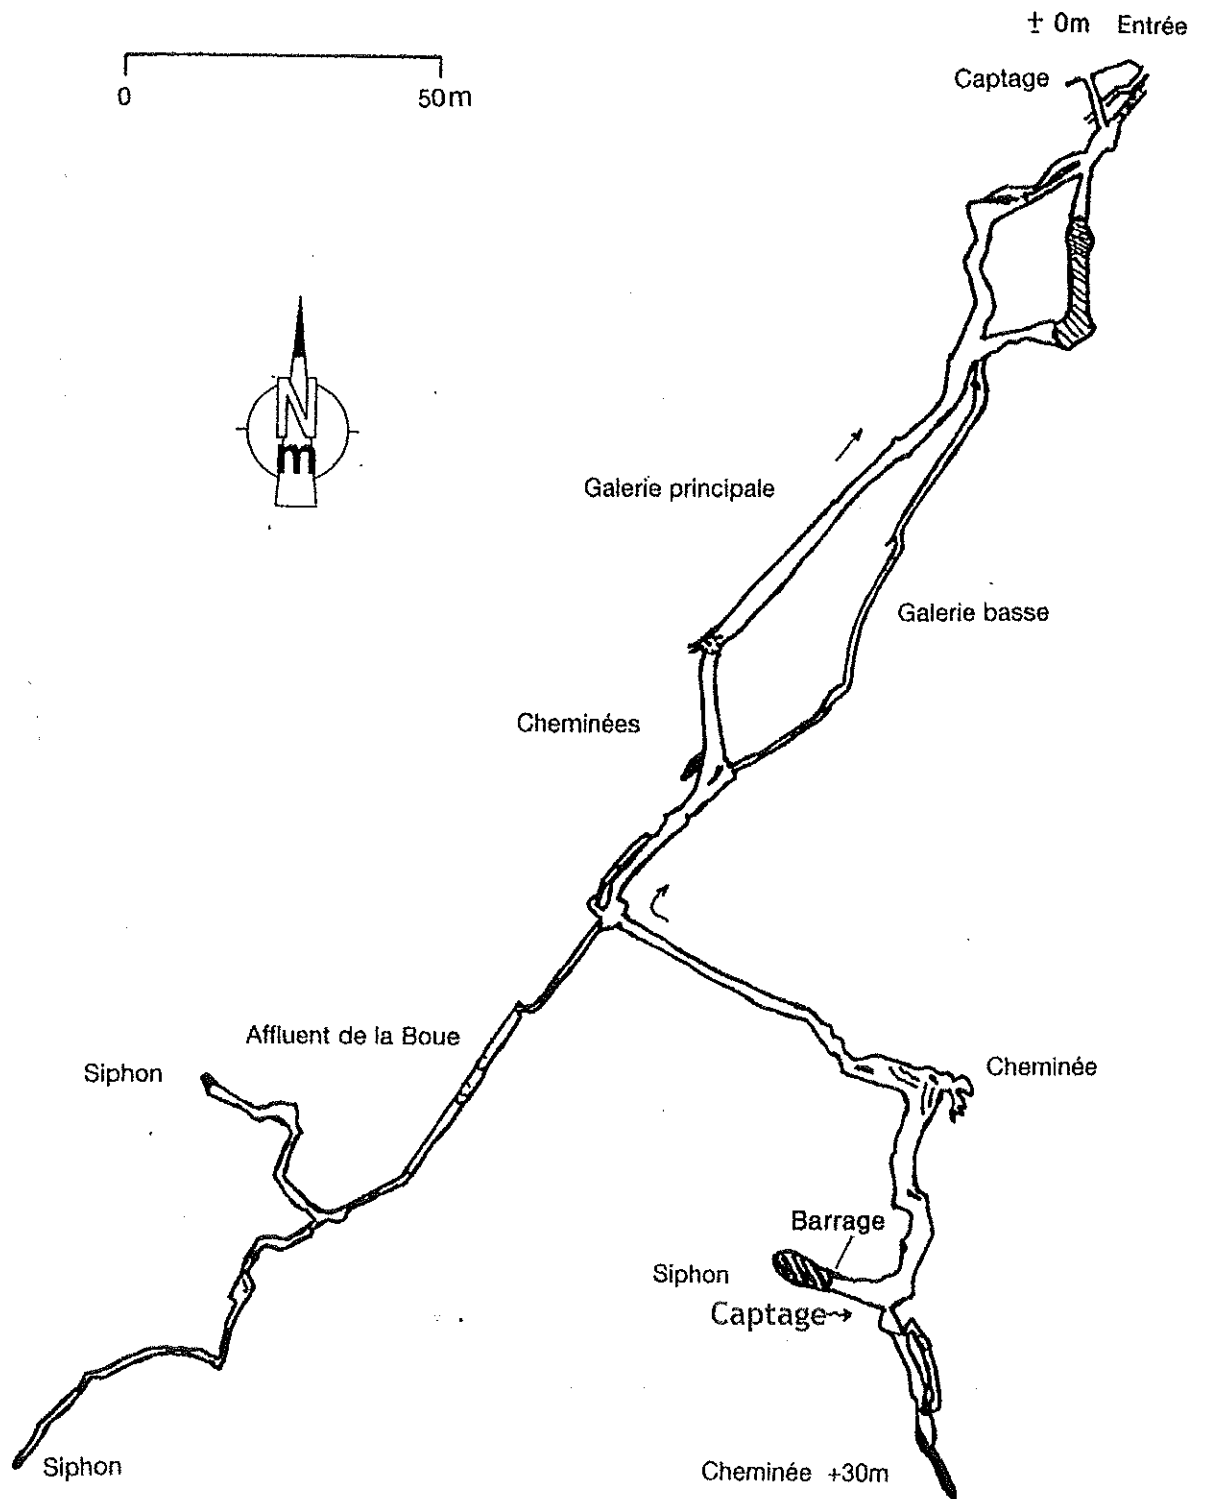 ± 0m Entrée
Captage
0 50m
N
m
Galerie principale
Galerie basse
Cheminées
Affluent de la Boue
Siphon
Cheminée
Barrage
Siphon
Captage
Siphon
Cheminée +30m